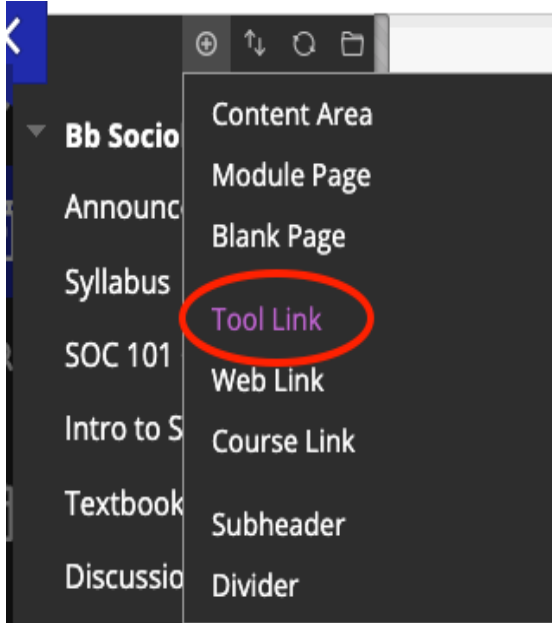 Bb Socio
Announc
Syllabus
SOC 101
Intro to S
Textbook
Discussio
Content Area
Module Page
Blank Page
Tool Link
Web Link
Course Link
Subheader
Divider